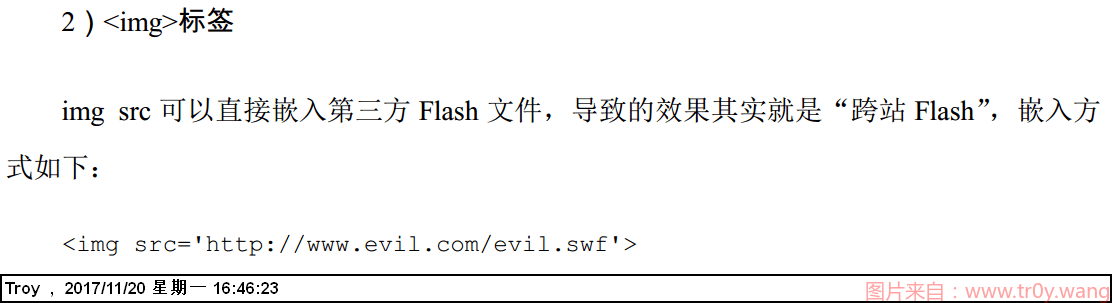 2）<img>标签
img src 可以直接嵌入第三方 Flash 文件，导致的效果其实就是“跨站 Flash”，嵌入方
式如下：
<img src='http://www.evil.com/evil.swf'>
Troy ，2017/11/20 星期一 16:46:23
图片来自：www.tr0y.wang